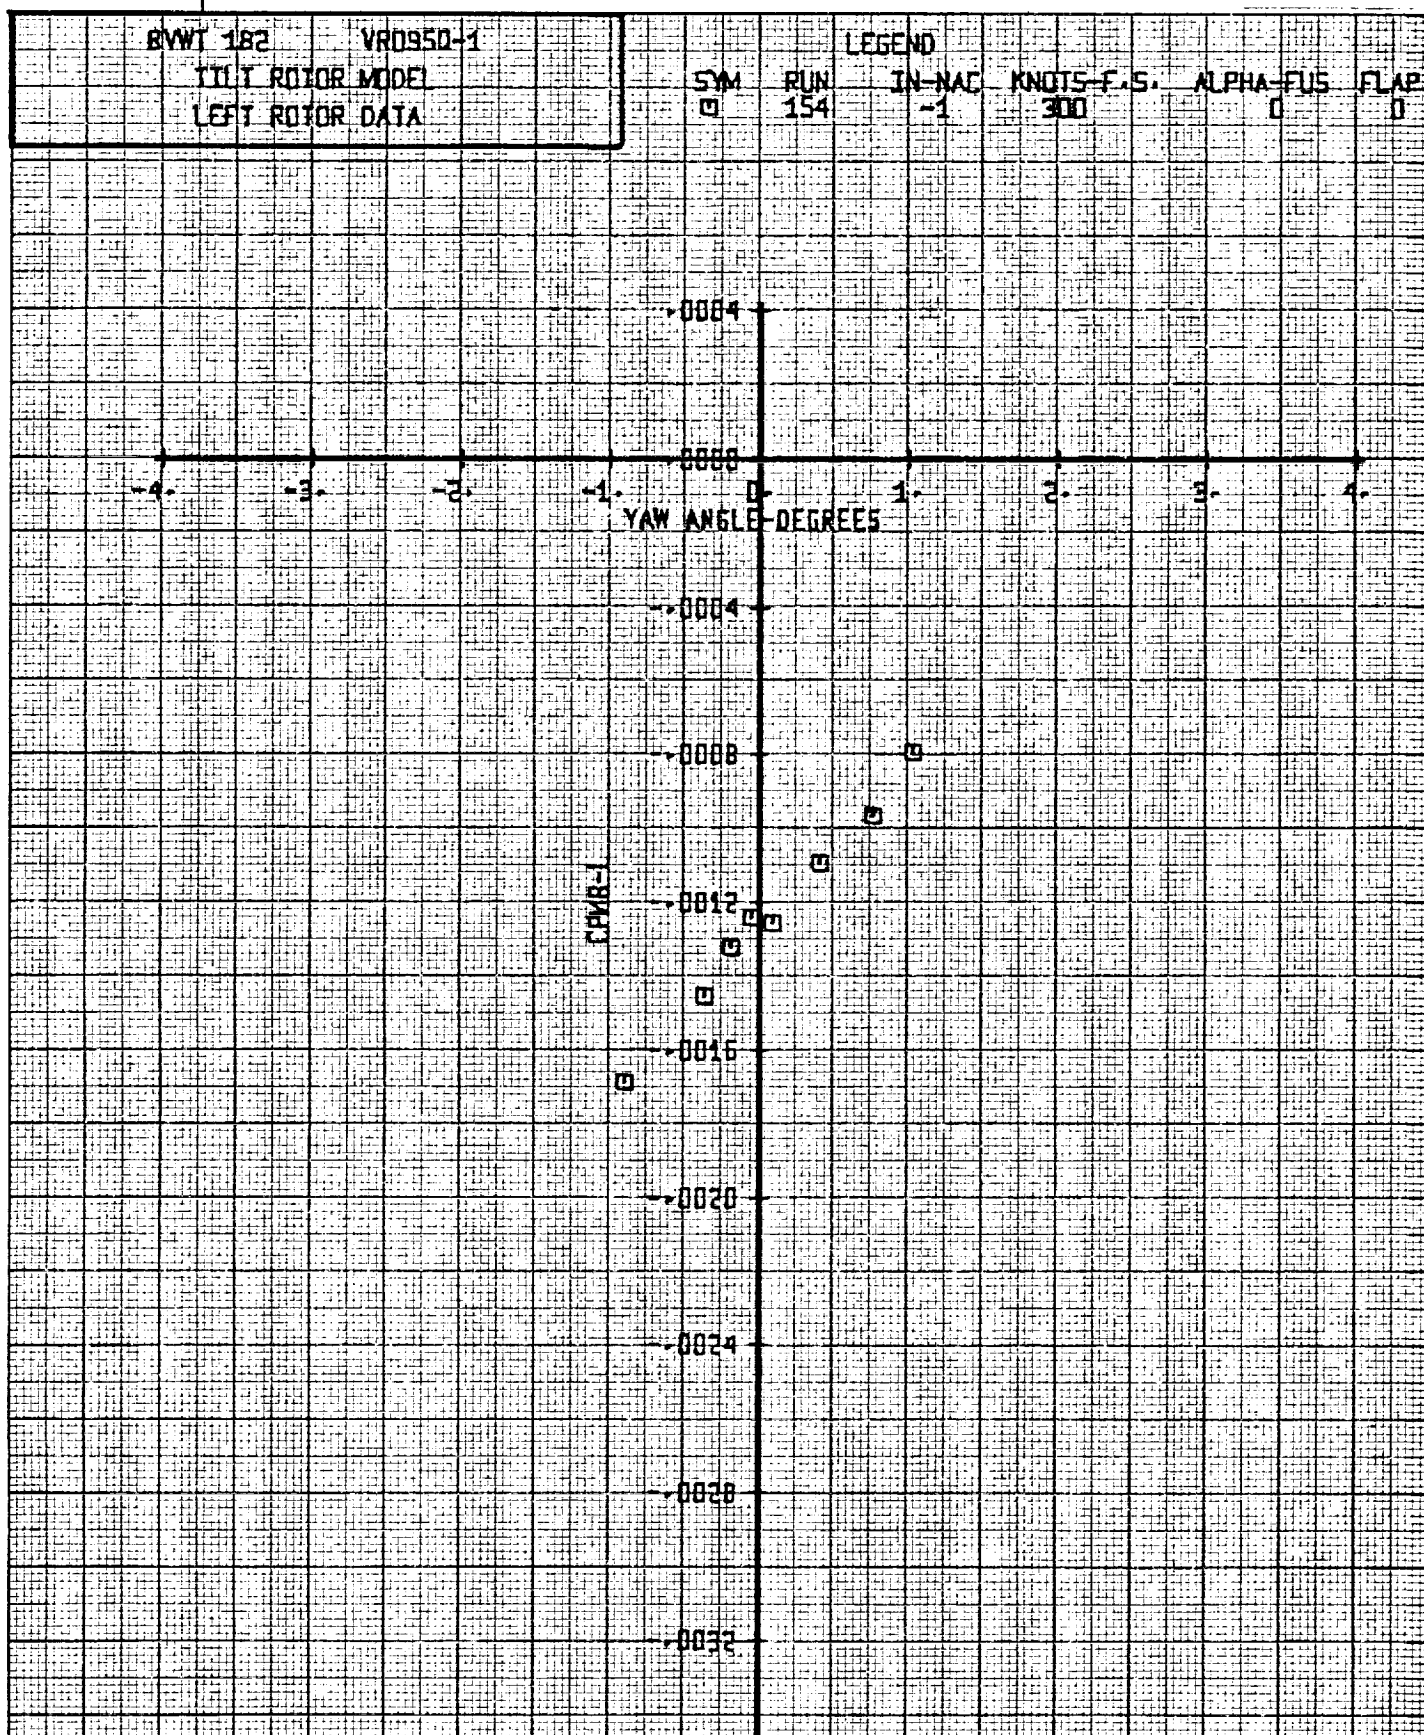 BVWT 182 VR0950-1
TILT ROTOR MODEL
LEFT ROTOR DATA
LEGEND
SYM RUN IN-NAC KNOTS-F.S. ALPHA-FUS FLAP
154 -1 300 0 0
.0004
.0000
-4. -3. -2. -1. 0. 1. 2. 3. 4.
YAW ANGLE-DEGREES
-.0004
-.0008
-.0012
-.0016
-.0020
-.0024
-.0028
-.0032